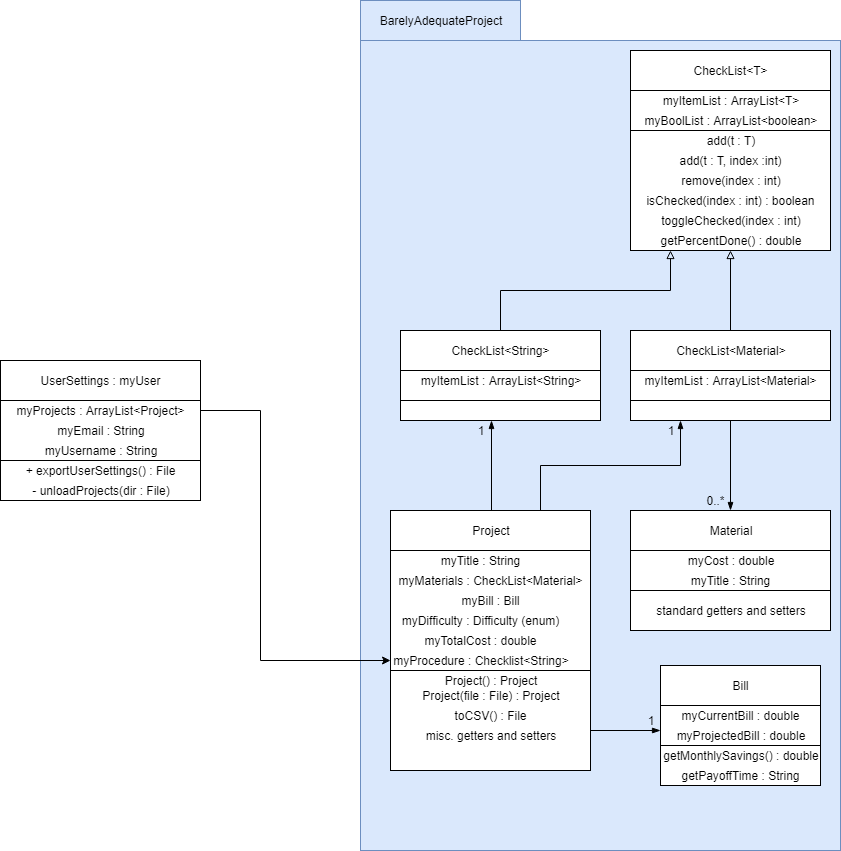 BarelyAdequateProject
CheckList<T>
myItemList : ArrayList<T>
myBoolList : ArrayList<boolean>
add(t : T)
add(t : T, index :int)
remove(index : int)
isChecked(index : int) : boolean
toggleChecked(index : int)
getPercentDone() : double
CheckList<String>
myItemList : ArrayList<String>
CheckList<Material>
myItemList : ArrayList<Material>
UserSettings : myUser
myProjects : ArrayList<Project>
myEmail : String
myUsername : String
+ exportUserSettings() : File
- unloadProjects(dir : File)
1
1
0..*
Project
myTitle : String
myMaterials : CheckList<Material>
myBill : Bill
myDifficulty : Difficulty (enum)
myTotalCost : double
myProcedure : Checklist<String>
Project() : Project
Project(file : File) : Project
toCSV() : File
misc. getters and setters
Material
myCost : double
myTitle : String
standard getters and setters
1
Bill
myCurrentBill : double
myProjectedBill : double
getMonthlySavings() : double
getPayoffTime : String